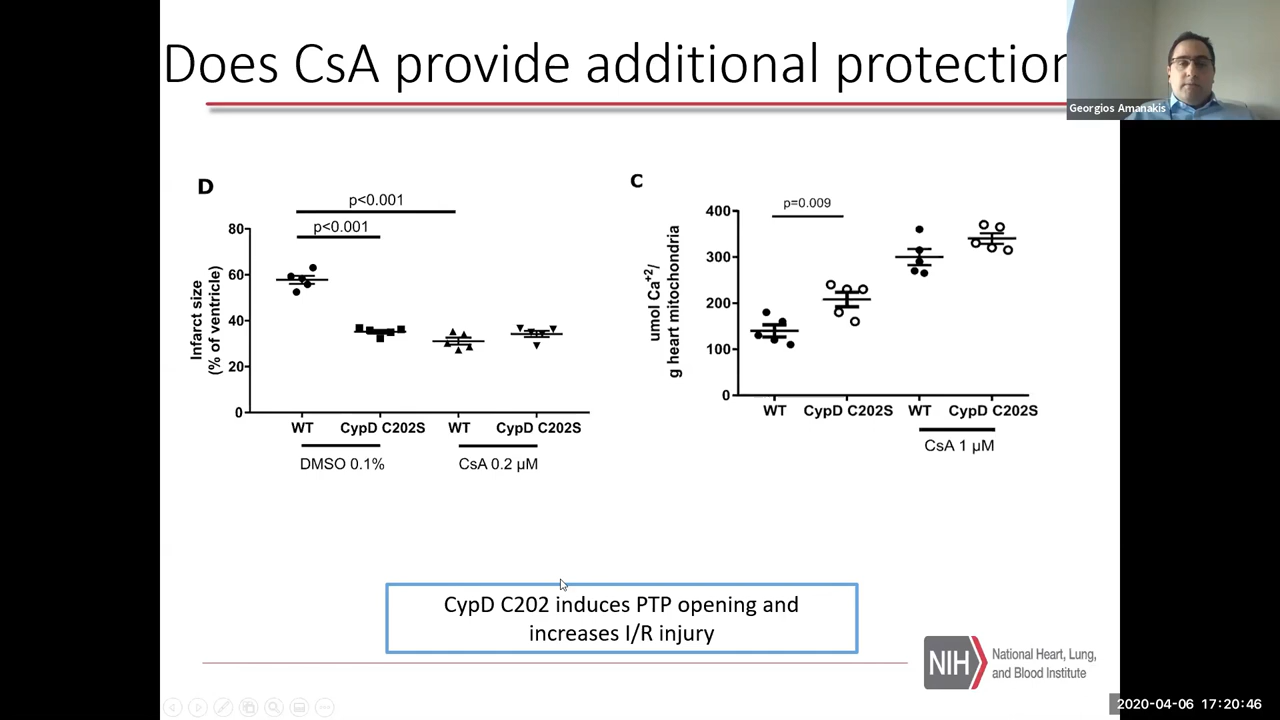 Does CsA provide additional protection
Georgios Amanakis
D
p<0.001
p<0.001
80
60
40
20
0
Infarct size
(% of ventricle)
WT CypD C202S WT CypD C202S
DMSO 0.1% CsA 0.2 µM
C
p=0.009
400
300
200
100
0
umol Ca+2/
g heart mitochondria
WT CypD C202S WT CypD C202S
CsA 1 µM
CypD C202 induces PTP opening and
increases I/R injury
NIH National Heart, Lung,
and Blood Institute
2020-04-06 17:20:46